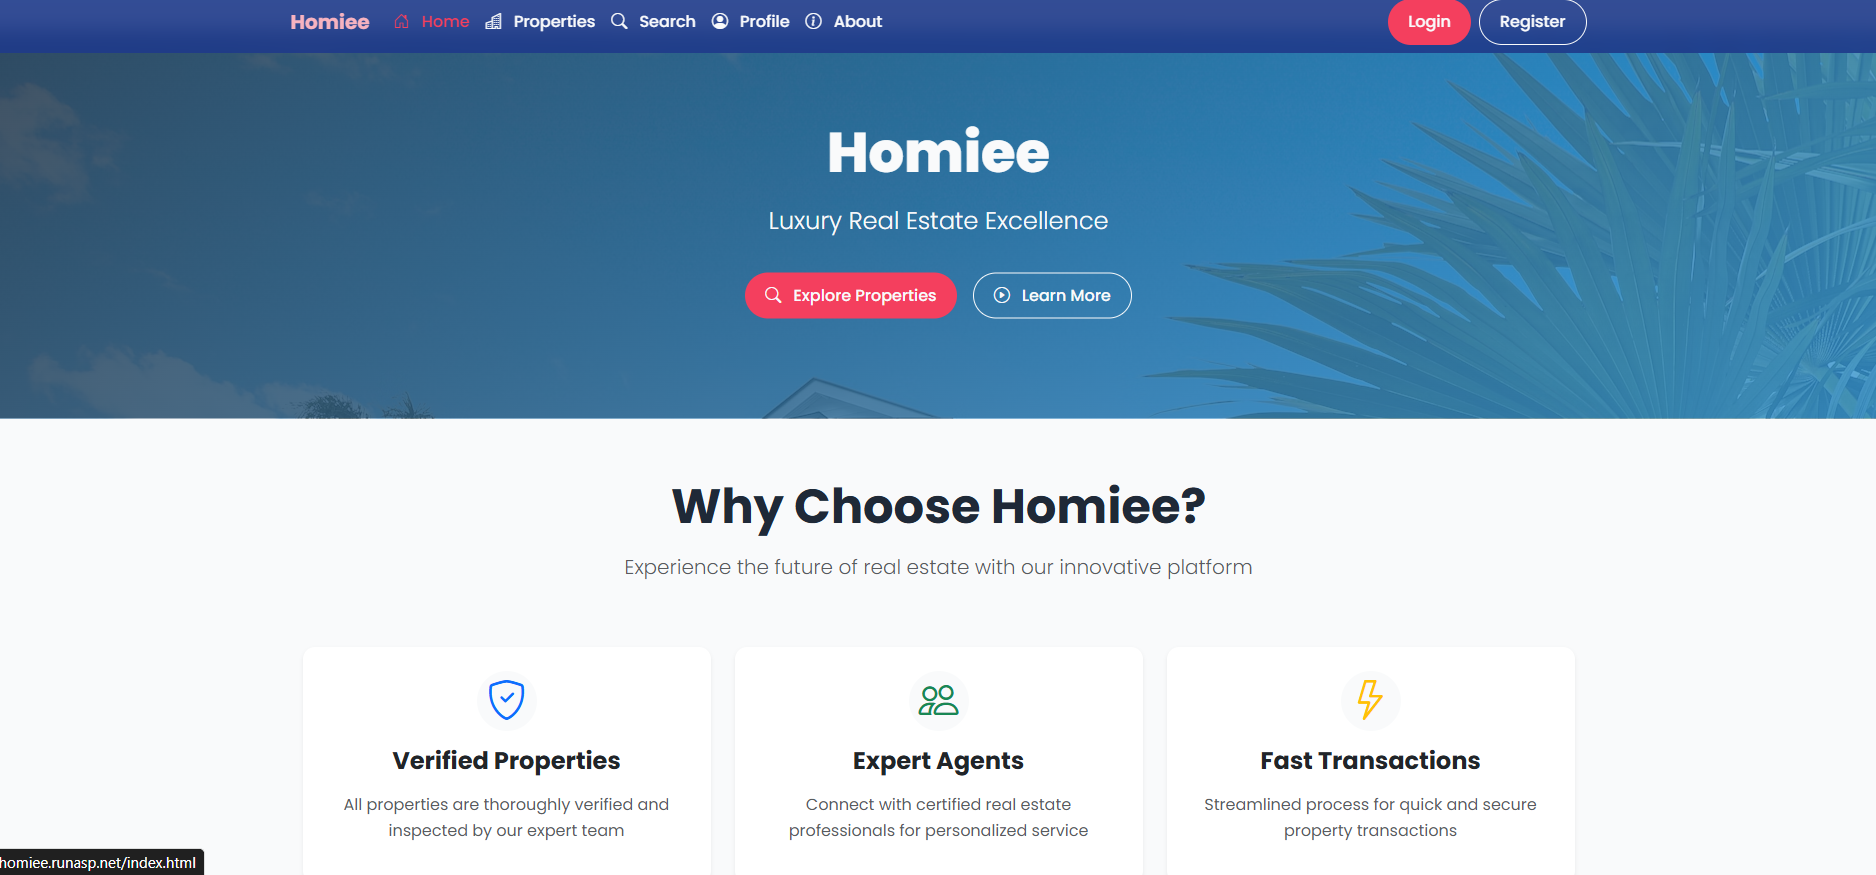 Homiee Home Properties Search Profile About Login Register
Homiee
Luxury Real Estate Excellence
Explore Properties Learn More
Why Choose Homiee?
Experience the future of real estate with our innovative platform
Verified Properties
All properties are thoroughly verified and
inspected by our expert team
Expert Agents
Connect with certified real estate
professionals for personalized service
Fast Transactions
Streamlined process for quick and secure
property transactions
homiee.runasp.net/index.html